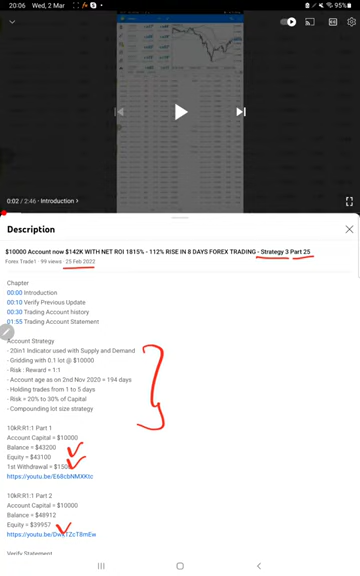 20:06 Wed, 2 Mar
95%
0:02 / 2:46 · Introduction >
Description
$10000 Account now $142K WITH NET ROI 1815% - 112% RISE IN 8 DAYS FOREX TRADING - Strategy 3 Part 25
Forex Trade1 · 99 views · 25 Feb 2022
Chapter
00:00 Introduction
00:10 Verify Previous Update
00:30 Trading Account history
01:55 Trading Account Statement
Account Strategy
- 20in1 Indicator used with Supply and Demand
- Gridding with 0.1 lot @ $10000
- Risk : Reward = 1:1
- Account age as on 2nd Nov 2020 = 194 days
- Holding trades from 1 to 5 days
- Risk = 20% to 30% of Capital
- Compounding lot size strategy
10kR:R1:1 Part 1
Account Capital = $10000
Balance = $43200
Equity = $43100
1st Withdrawal = $1500
https://youtu.be/E68cbNMXKtc
10kR:R1:1 Part 2
Account Capital = $10000
Balance = $48912
Equity = $39957
Verify Statement